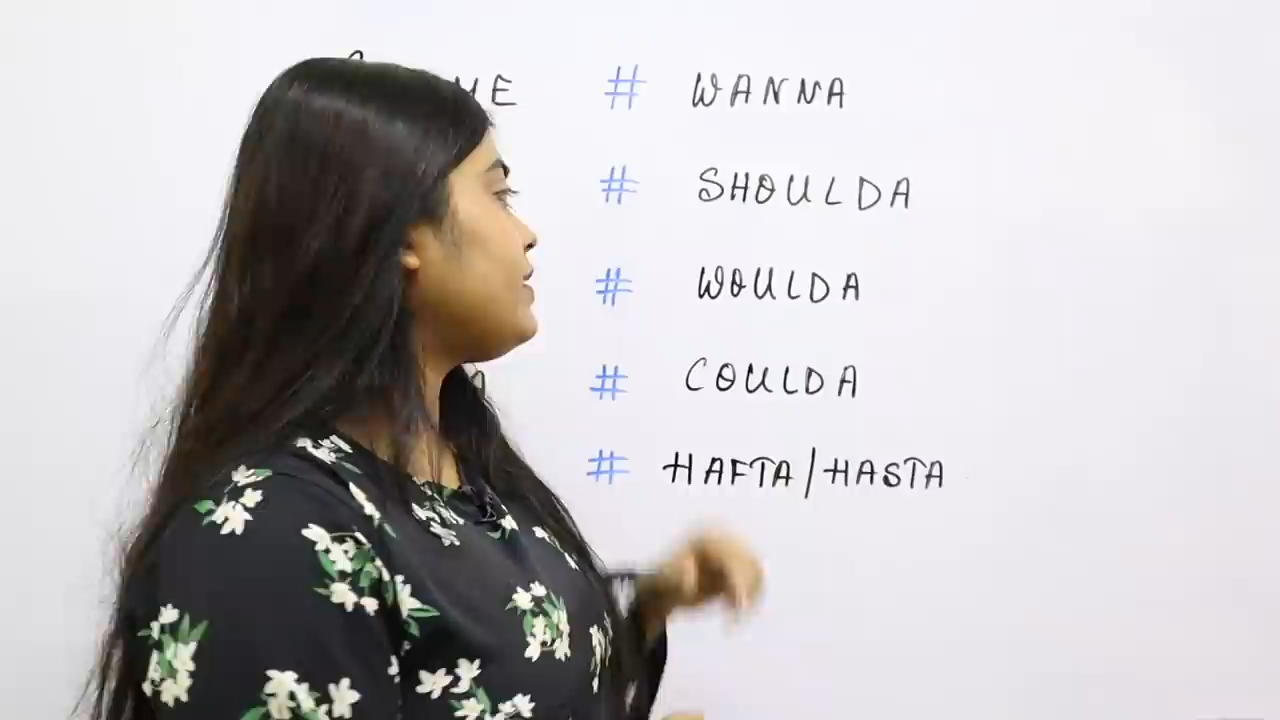 # WANNA
# SHOULDA
# WOULDA
# COULDA
# HAFTA/HASTA